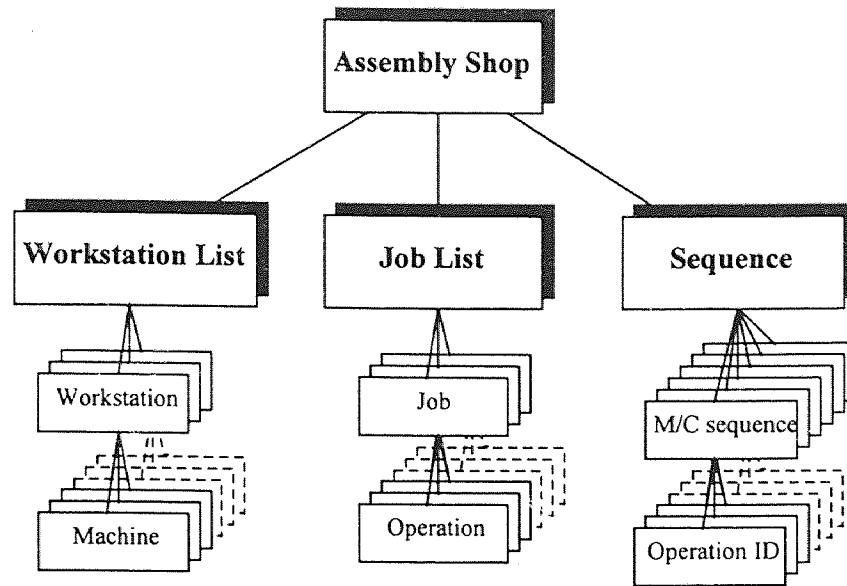 Assembly Shop
Workstation List
Job List
Sequence
Workstation
Job
M/C sequence
Machine
Operation
Operation ID